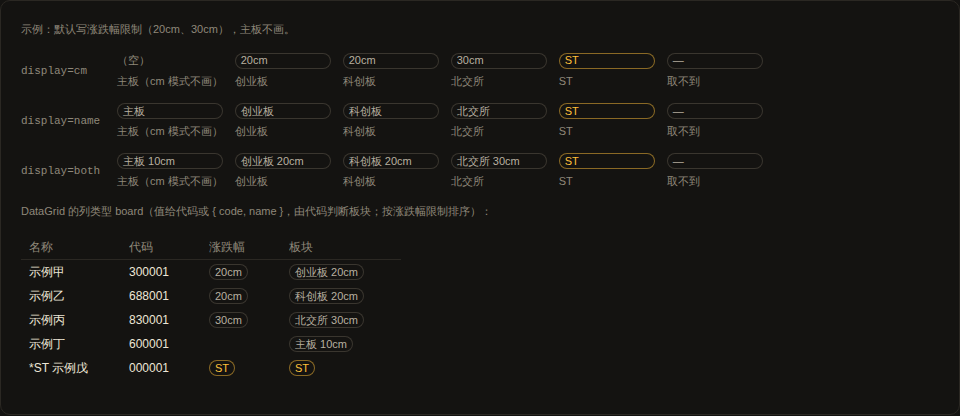 示例：默认写涨跌幅限制（20cm、30cm），主板不画。
display=cm （空） 20cm 20cm 30cm ST —
主板（cm 模式不画） 创业板 科创板 北交所 ST 取不到
display=name 主板 创业板 科创板 北交所 ST —
主板（cm 模式不画） 创业板 科创板 北交所 ST 取不到
display=both 主板 10cm 创业板 20cm 科创板 20cm 北交所 30cm ST —
主板（cm 模式不画） 创业板 科创板 北交所 ST 取不到
DataGrid 的列类型 board（值给代码或 { code, name }，由代码判断板块；按涨跌幅限制排序）：
名称 代码 涨跌幅 板块
示例甲 300001 20cm 创业板 20cm
示例乙 688001 20cm 科创板 20cm
示例丙 830001 30cm 北交所 30cm
示例丁 600001 主板 10cm
*ST 示例戊 000001 ST ST